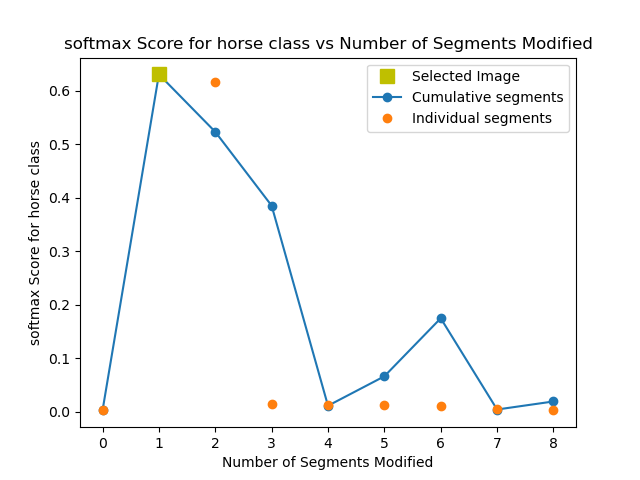 softmax Score for horse class vs Number of Segments Modified
Selected Image
Cumulative segments
Individual segments
softmax Score for horse class
0.6
0.5
0.4
0.3
0.2
0.1
0.0
0 1 2 3 4 5 6 7 8
Number of Segments Modified